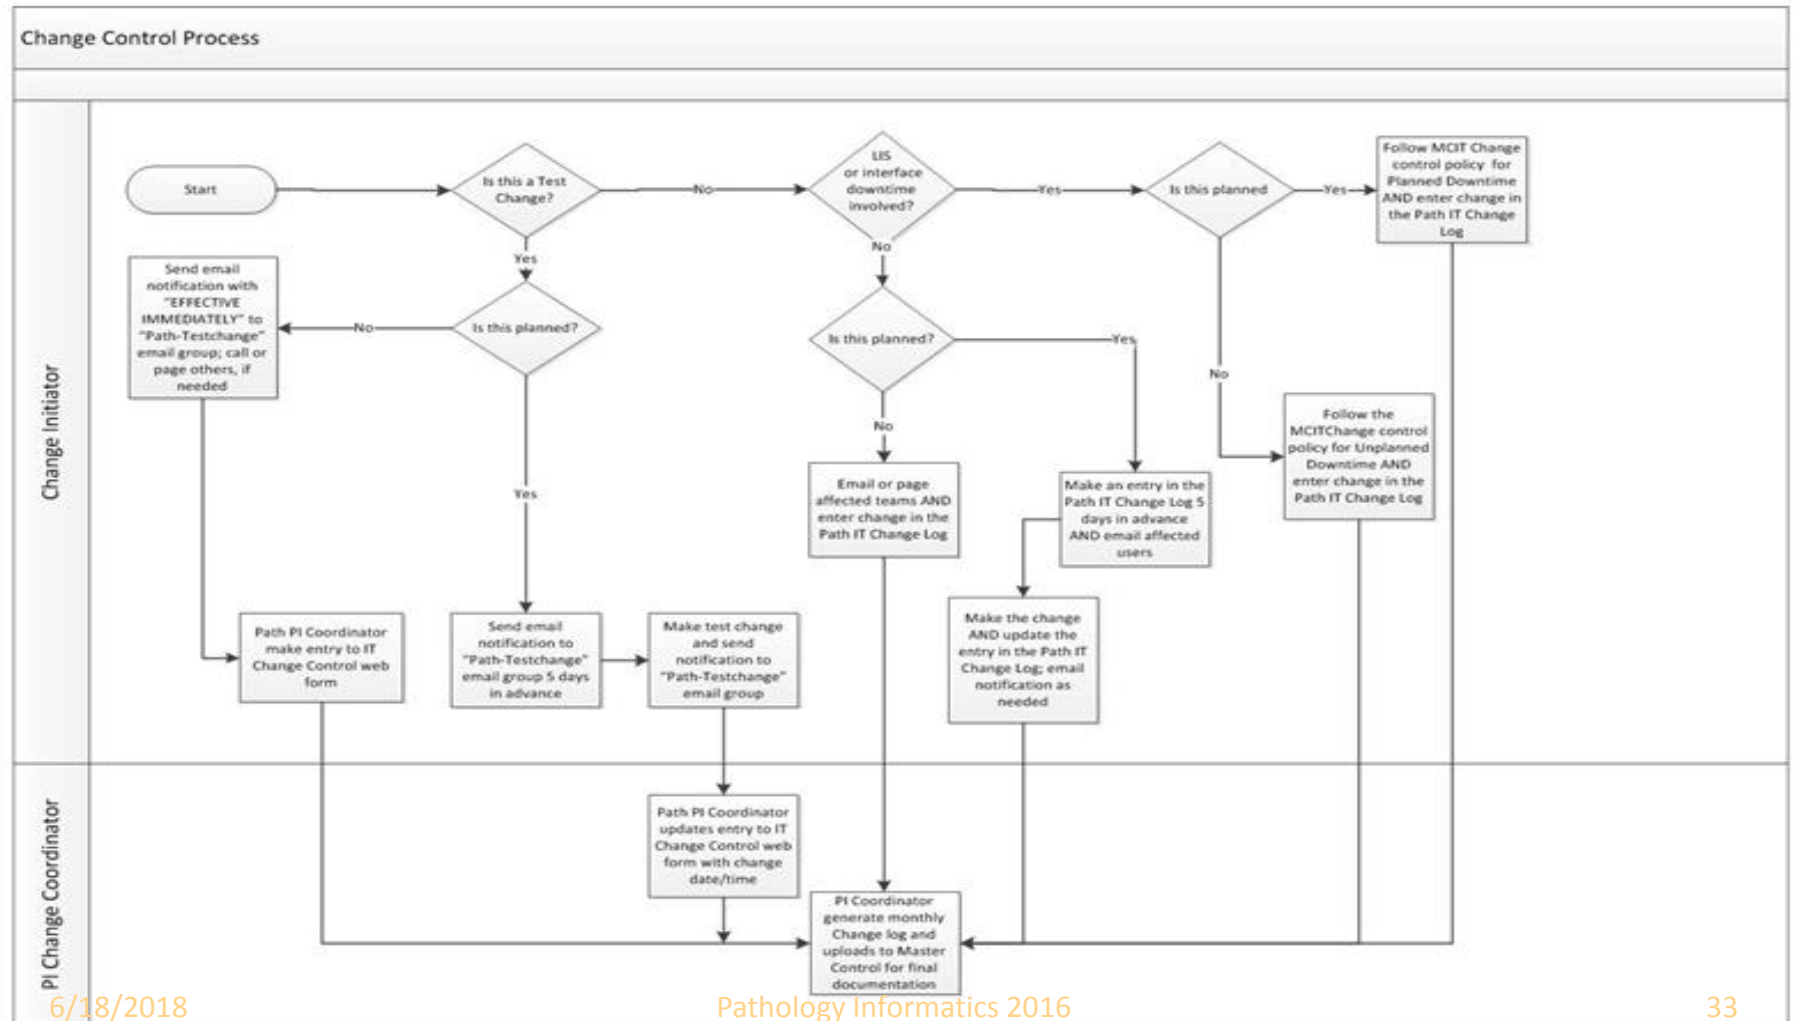 Change Control Process
Change Initiator
Start
Is this a Test
Change?
No
LIS
or interface
downtime
involved?
Yes
Is this planned
Yes
Follow MCIT Change
control policy for
Planned Downtime
AND enter change in
the Path IT Change
Log
Yes
No
Send email
notification with
"EFFECTIVE
IMMEDIATELY" to
"Path-Testchange"
email group; call or
page others, if
needed
No
Is this planned?
Is this planned?
Yes
No
No
Yes
Follow the
MCITChange control
policy for Unplanned
Downtime AND
enter change in the
Path IT Change Log
Email or page
affected teams AND
enter change in the
Path IT Change Log
Make an entry in the
Path IT Change Log 5
days in advance
AND email affected
users
Path PI Coordinator
make entry to IT
Change Control web
form
Send email
notification to
"Path-Testchange"
email group 5 days
in advance
Make test change
and send
notification to
"Path-Testchange"
email group
Make the change
AND update the
entry in the Path IT
Change Log; email
notification as
needed
PI Change Coordinator
Path PI Coordinator
updates entry to IT
Change Control web
form with change
date/time
PI Coordinator
generate monthly
Change log and
uploads to Master
Control for final
documentation
6/18/2018
Pathology Informatics 2016
33